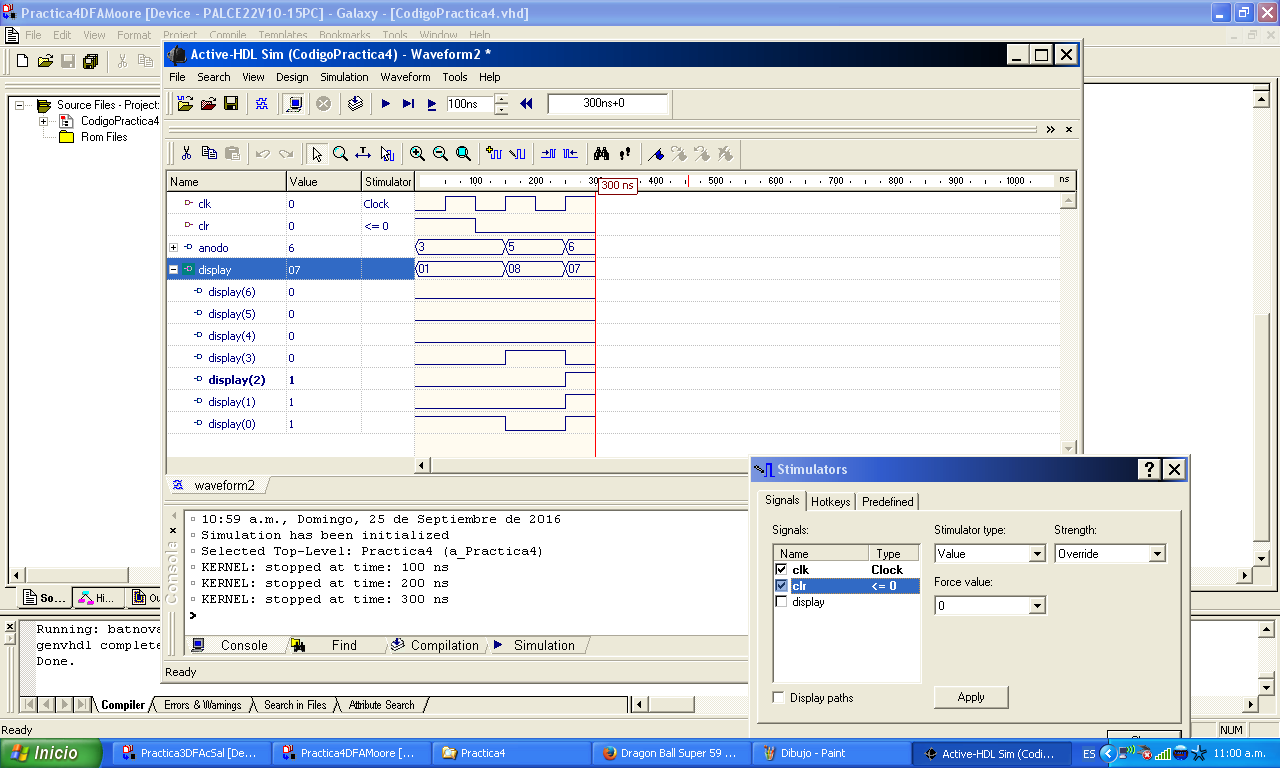 Practica4DFAMoore [Device - PALCE22V10-15PC] - Galaxy - [CodigoPractica4.vhd]
File Edit View Format Project Compile Templates Bookmarks Tools Window Help
Active-HDL Sim (CodigoPractica4) - Waveform2 *
File Search View Design Simulation Waveform Tools Help
100ns
300ns+0
Source Files - Project:
CodigoPractica4
Rom Files
Name Value Stimulator
100 200 300 400 500 600 700 800 900 1000 ns
300 ns
clk 0 Clock
clr 0 <= 0
anodo 6 3 5 6
display 07 01 08 07
display(6) 0
display(5) 0
display(4) 0
display(3) 0
display(2) 1
display(1) 1
display(0) 1
waveform2
Console
10:59 a.m., Domingo, 25 de Septiembre de 2016
Simulation has been initialized
Selected Top-Level: Practica4 (a_Practica4)
KERNEL: stopped at time: 100 ns
KERNEL: stopped at time: 200 ns
KERNEL: stopped at time: 300 ns
>
Console Find Compilation Simulation
Ready
So... Hi... Ou
Running: batnova
genvhdl complete
Done.
Compiler Errors & Warnings Search in Files Attribute Search
Ready
NUM
Stimulators
Signals Hotkeys Predefined
Signals:
Name Type
clk Clock
clr <= 0
display
Stimulator type:
Value
Strength:
Override
Force value:
0
Display paths
Apply
Inicio
Practica3DFAcSal [De...
Practica4DFAMoore [...
Practica4
Dragon Ball Super 59 ...
Dibujo - Paint
Active-HDL Sim (Codi...
ES
11:00 a.m.